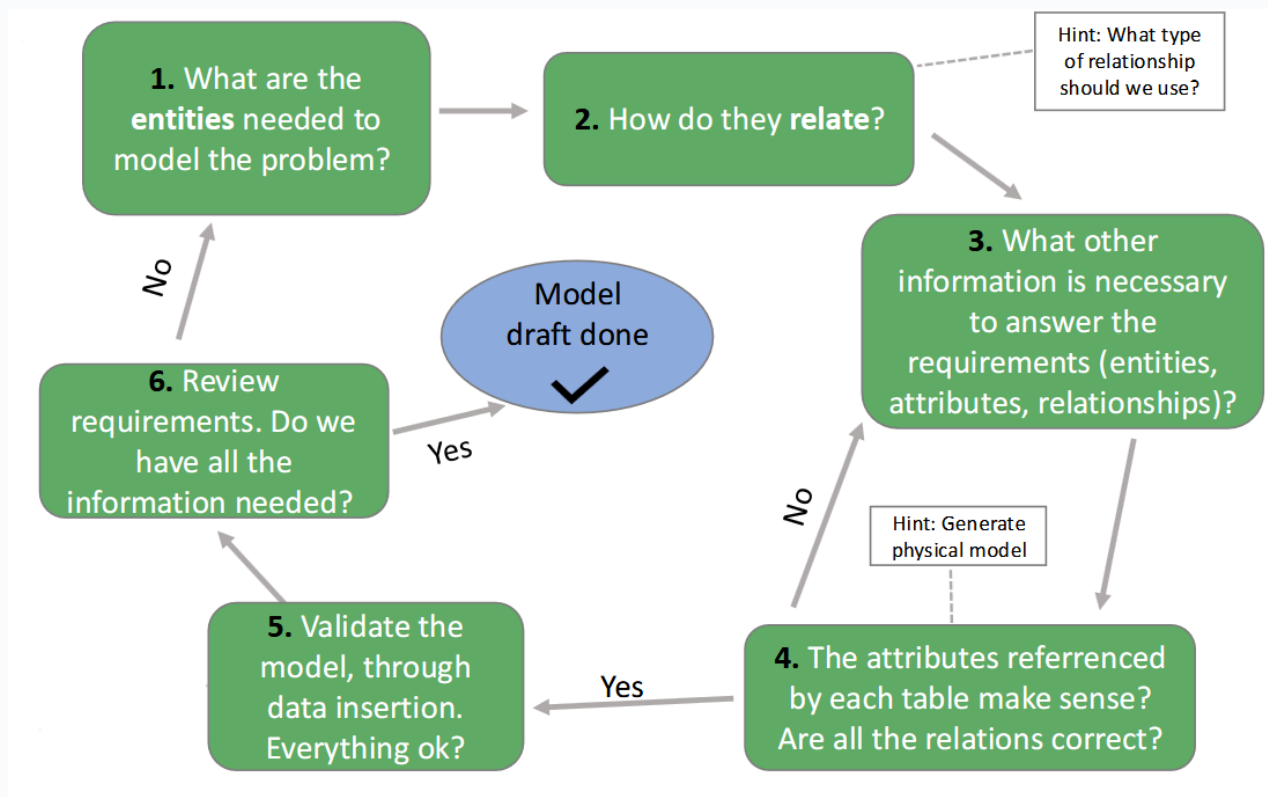 1. What are the
entities needed to
model the problem?
2. How do they relate?
Hint: What type
of relationship
should we use?
3. What other
information is necessary
to answer the
requirements (entities,
attributes, relationships)?
No
Hint: Generate
physical model
4. The attributes referrenced
by each table make sense?
Are all the relations correct?
Yes
5. Validate the
model, through
data insertion.
Everything ok?
6. Review
requirements. Do we
have all the
information needed?
No
Yes
Model
draft done